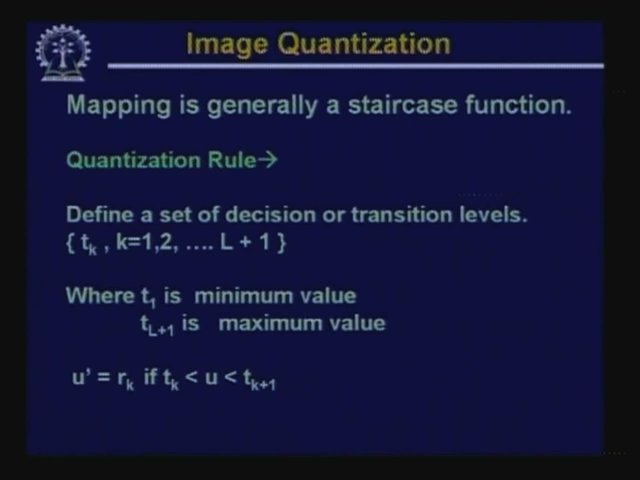 Image Quantization
Mapping is generally a staircase function.
Quantization Rule→
Define a set of decision or transition levels.
{ tk , k=1,2, .... L + 1 }
Where t1 is minimum value
tL+1 is maximum value
u' = rk if tk < u < tk+1